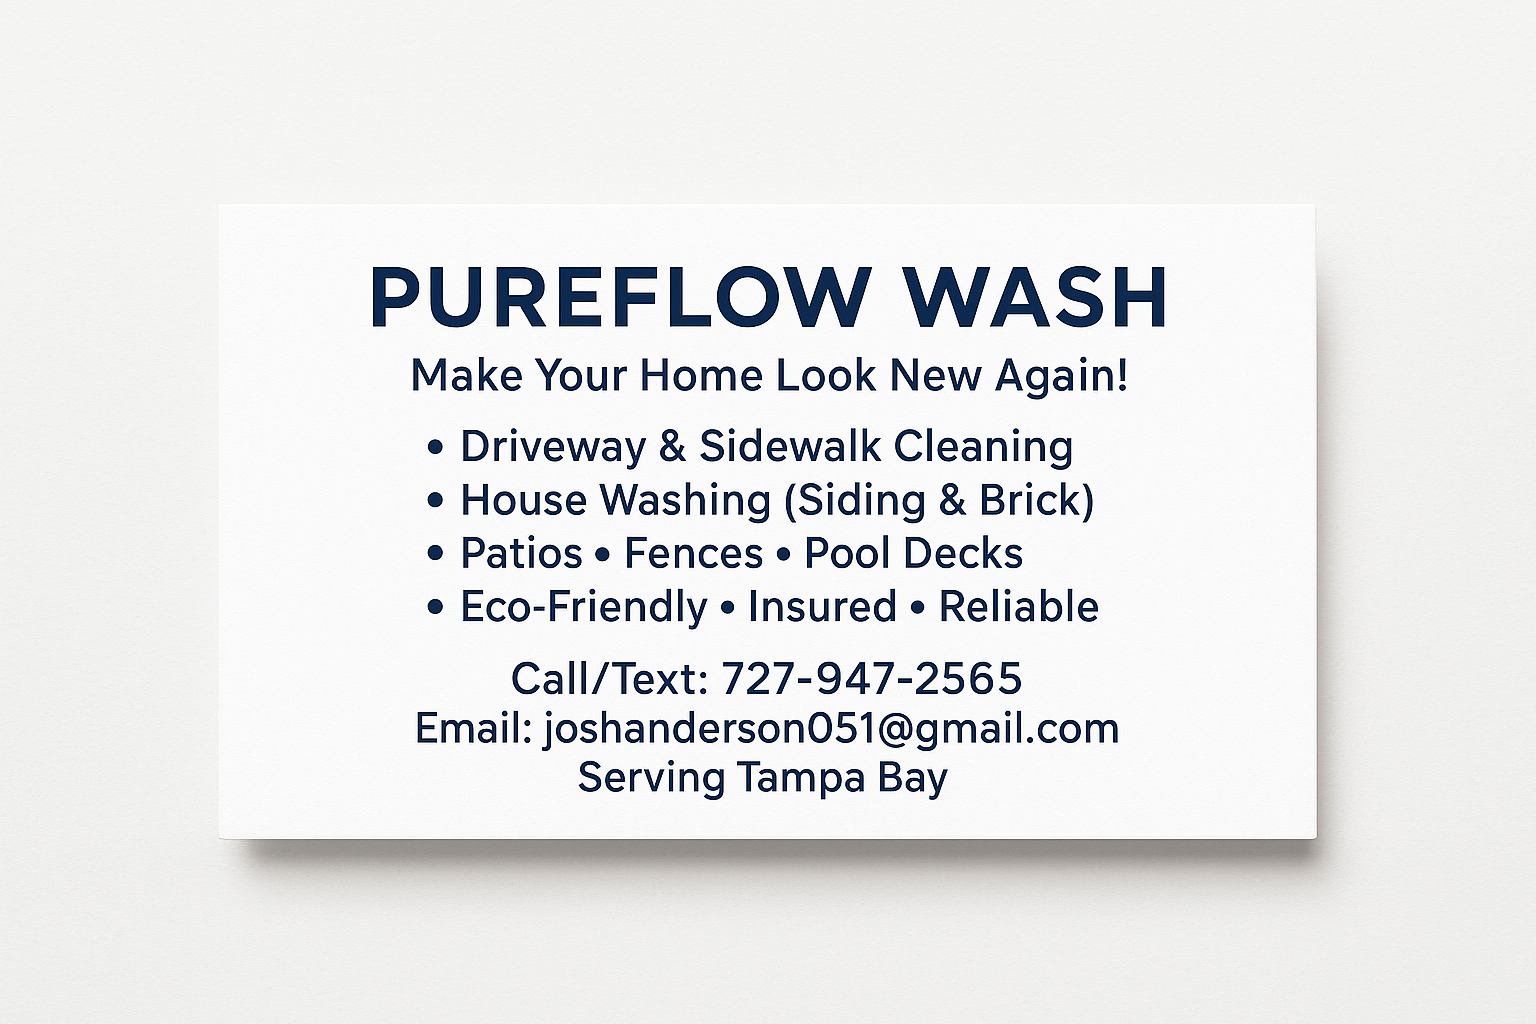 PUREFLOW WASH
Make Your Home Look New Again!
• Driveway & Sidewalk Cleaning
• House Washing (Siding & Brick)
• Patios • Fences • Pool Decks
• Eco-Friendly • Insured • Reliable
Call/Text: 727-947-2565
Email: joshanderson051@gmail.com
Serving Tampa Bay